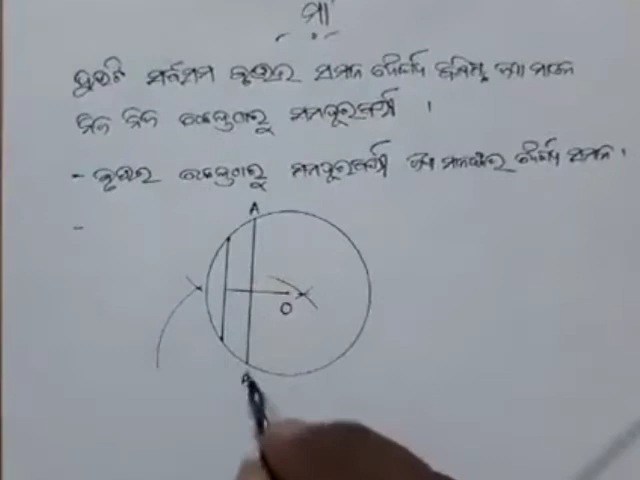 ମା
ଦୁଇଟି ସର୍ବସମ ବୃତ୍ତର ସମାନ ଦୈର୍ଘ୍ୟ ବିଶିଷ୍ଟ ଜ୍ୟା ମାନେ
ନିଜ ନିଜ କେନ୍ଦ୍ରଠାରୁ ସମଦୂରବର୍ତ୍ତୀ ।
- ବୃତ୍ତର କେନ୍ଦ୍ରଠାରୁ ସମଦୂରବର୍ତ୍ତୀ ଜ୍ୟା ମାନଙ୍କର ଦୈର୍ଘ୍ୟ ସମାନ ।
-
A
O